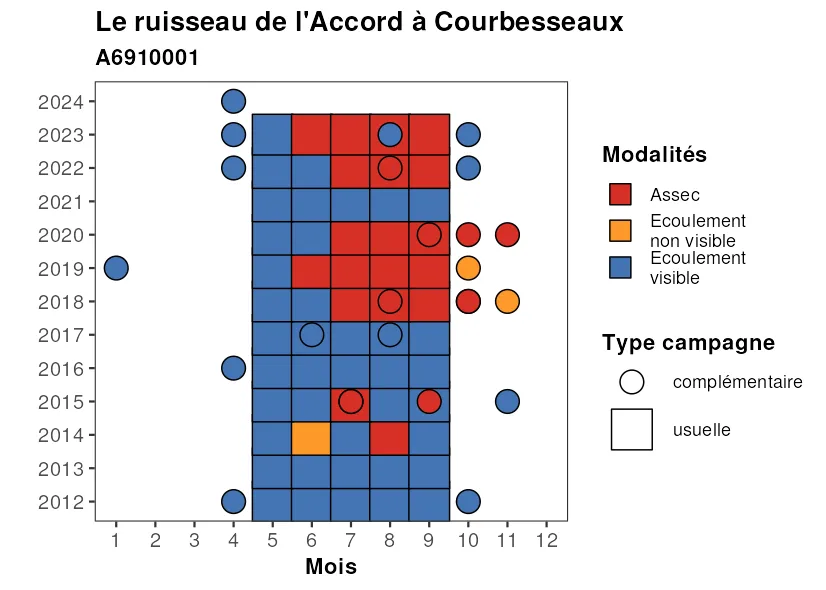 Le ruisseau de l'Accord à Courbesseaux
A6910001
2024
2023
2022
2021
2020
2019
2018
2017
2016
2015
2014
2013
2012
1 2 3 4 5 6 7 8 9 10 11 12
Mois
Modalités
Assec
Ecoulement
non visible
Ecoulement
visible
Type campagne
complémentaire
usuelle